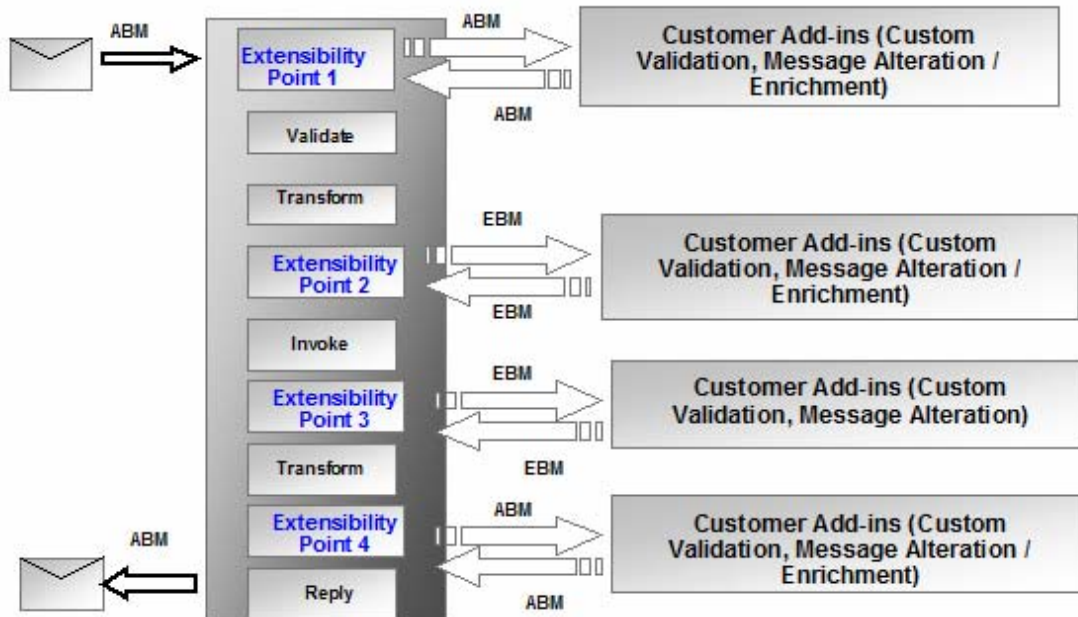 ABM
Extensibility
Point 1
ABM
ABM
Customer Add-ins (Custom
Validation, Message Alteration /
Enrichment)
Validate
Transform
Extensibility
Point 2
EBM
EBM
Customer Add-ins (Custom
Validation, Message Alteration /
Enrichment)
Invoke
Extensibility
Point 3
EBM
EBM
Customer Add-ins (Custom
Validation, Message Alteration)
Transform
Extensibility
Point 4
ABM
ABM
Customer Add-ins (Custom
Validation, Message Alteration /
Enrichment)
ABM
Reply